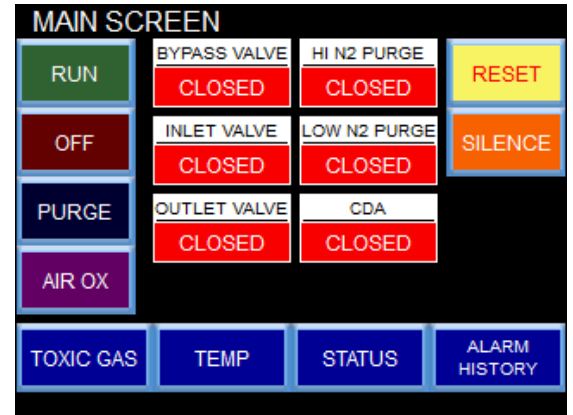 MAIN SCREEN
RUN
BYPASS VALVE
CLOSED
HI N2 PURGE
CLOSED
RESET
OFF
INLET VALVE
CLOSED
LOW N2 PURGE
CLOSED
SILENCE
PURGE
OUTLET VALVE
CLOSED
CDA
CLOSED
AIR OX
TOXIC GAS
TEMP
STATUS
ALARM
HISTORY